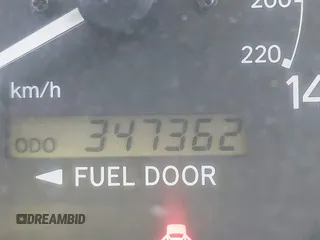 200
220
14
km/h
ODO 347362
◄ FUEL DOOR
DREAMBID